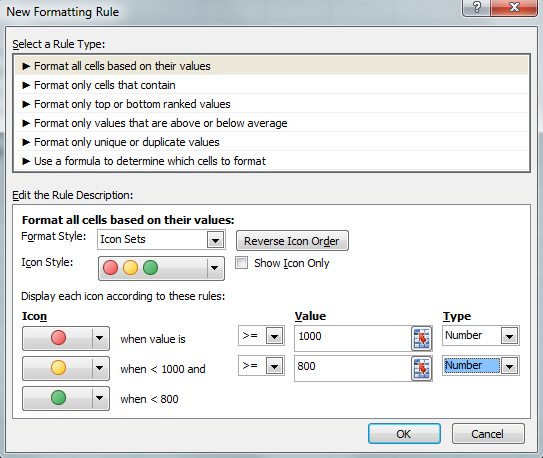 New Formatting Rule
Select a Rule Type:
► Format all cells based on their values
► Format only cells that contain
► Format only top or bottom ranked values
► Format only values that are above or below average
► Format only unique or duplicate values
► Use a formula to determine which cells to format
Edit the Rule Description:
Format all cells based on their values:
Format Style: Icon Sets Reverse Icon Order
Icon Style: Show Icon Only
Display each icon according to these rules:
Icon Value Type
when value is >= 1000 Number
when < 1000 and >= 800 Number
when < 800
OK Cancel